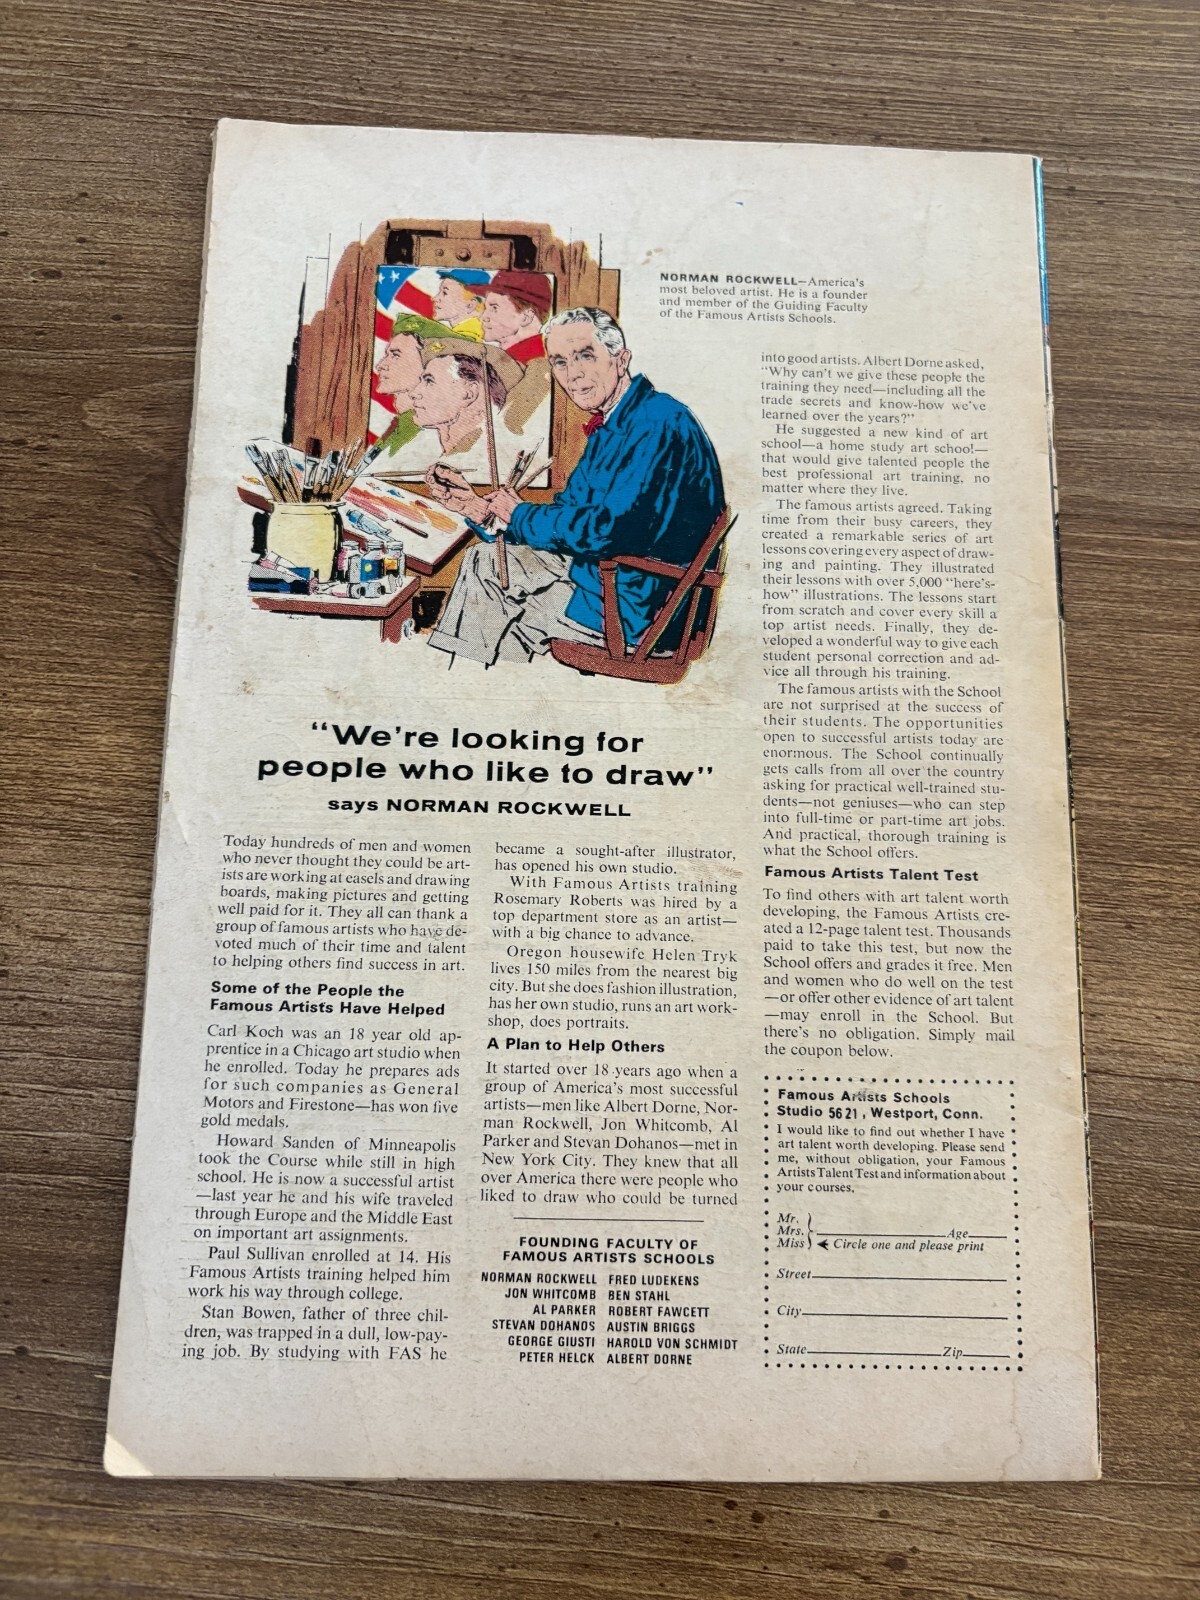 NORMAN ROCKWELL—America's
most beloved artist. He is a founder
and member of the Guiding Faculty
of the Famous Artists Schools.
"We're looking for
people who like to draw"
says NORMAN ROCKWELL
Today hundreds of men and women
who never thought they could be art-
ists are working at easels and drawing
boards, making pictures and getting
well paid for it. They all can thank a
group of famous artists who have de-
voted much of their time and talent
to helping others find success in art.
Some of the People the
Famous Artists Have Helped
Carl Koch was an 18 year old ap-
prentice in a Chicago art studio when
he enrolled. Today he prepares ads
for such companies as General
Motors and Firestone—has won five
gold medals.
Howard Sanden of Minneapolis
took the Course while still in high
school. He is now a successful artist
—last year he and his wife traveled
through Europe and the Middle East
on important art assignments.
Paul Sullivan enrolled at 14. His
Famous Artists training helped him
work his way through college.
Stan Bowen, father of three chil-
dren, was trapped in a dull, low-pay-
ing job. By studying with FAS he
became a sought-after illustrator,
has opened his own studio.
With Famous Artists training
Rosemary Roberts was hired by a
top department store as an artist—
with a big chance to advance.
Oregon housewife Helen Tryk
lives 150 miles from the nearest big
city. But she does fashion illustration,
has her own studio, runs an art work-
shop, does portraits.
A Plan to Help Others
It started over 18 years ago when a
group of America's most successful
artists—men like Albert Dorne, Nor-
man Rockwell, Jon Whitcomb, Al
Parker and Stevan Dohanos—met in
New York City. They knew that all
over America there were people who
liked to draw who could be turned
into good artists. Albert Dorne asked,
"Why can't we give these people the
training they need—including all the
trade secrets and know-how we've
learned over the years?"
He suggested a new kind of art
school—a home study art school—
that would give talented people the
best professional art training, no
matter where they live.
The famous artists agreed. Taking
time from their busy careers, they
created a remarkable series of art
lessons covering every aspect of draw-
ing and painting. They illustrated
their lessons with over 5,000 "here's-
how" illustrations. The lessons start
from scratch and cover every skill a
top artist needs. Finally, they de-
veloped a wonderful way to give each
student personal correction and ad-
vice all through his training.
The famous artists with the School
are not surprised at the success of
their students. The opportunities
open to successful artists today are
enormous. The School continually
gets calls from all over the country
asking for practical well-trained stu-
dents—not geniuses—who can step
into full-time or part-time art jobs.
And practical, thorough training is
what the School offers.
Famous Artists Talent Test
To find others with art talent worth
developing, the Famous Artists cre-
ated a 12-page talent test. Thousands
paid to take this test, but now the
School offers and grades it free. Men
and women who do well on the test
—or offer other evidence of art talent
—may enroll in the School. But
there's no obligation. Simply mail
the coupon below.
FOUNDING FACULTY OF
FAMOUS ARTISTS SCHOOLS
NORMAN ROCKWELL FRED LUDEKENS
JON WHITCOMB BEN STAHL
AL PARKER ROBERT FAWCETT
STEVAN DOHANOS AUSTIN BRIGGS
GEORGE GIUSTI HAROLD VON SCHMIDT
PETER HELCK ALBERT DORNE
Famous Artists Schools
Studio 5621, Westport, Conn.
I would like to find out whether I have
art talent worth developing. Please send
me, without obligation, your Famous
Artists Talent Test and information about
your courses.
Mr.
Mrs. Age
Miss Circle one and please print
Street
City
State Zip